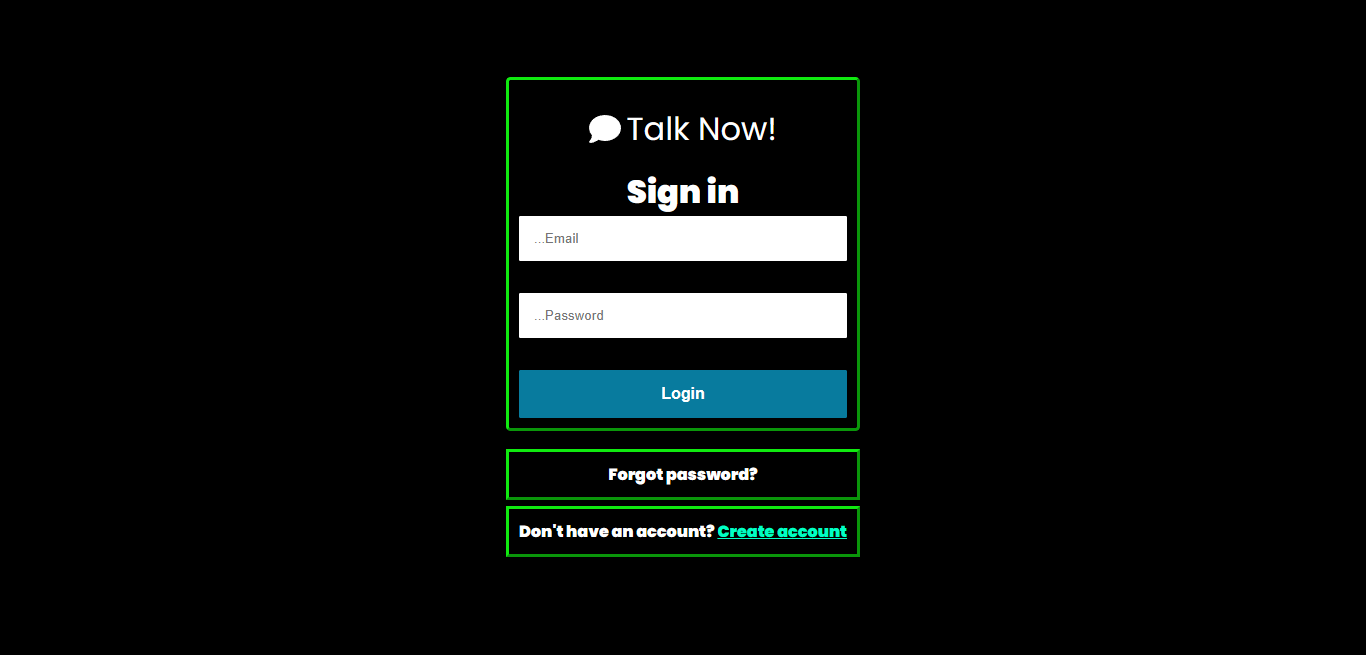 Talk Now!
Sign in
...Email
...Password
Login
Forgot password?
Don't have an account? Create account